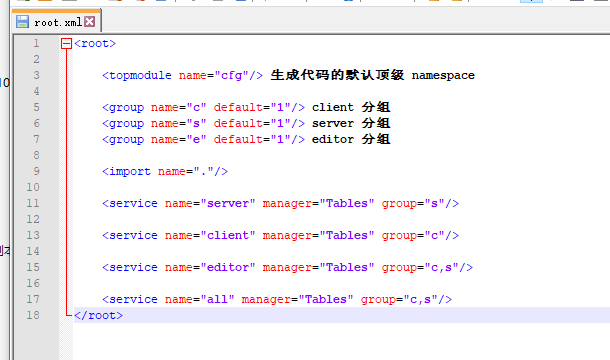 root.xml
1 <root>
2
3 <topmodule name="cfg"/> 生成代码的默认顶级 namespace
4
5 <group name="c" default="1"/> client 分组
6 <group name="s" default="1"/> server 分组
7 <group name="e" default="1"/> editor 分组
8
9 <import name="."/>
10
11 <service name="server" manager="Tables" group="s"/>
12
13 <service name="client" manager="Tables" group="c"/>
14
15 <service name="editor" manager="Tables" group="c,s"/>
16
17 <service name="all" manager="Tables" group="c,s"/>
18 </root>